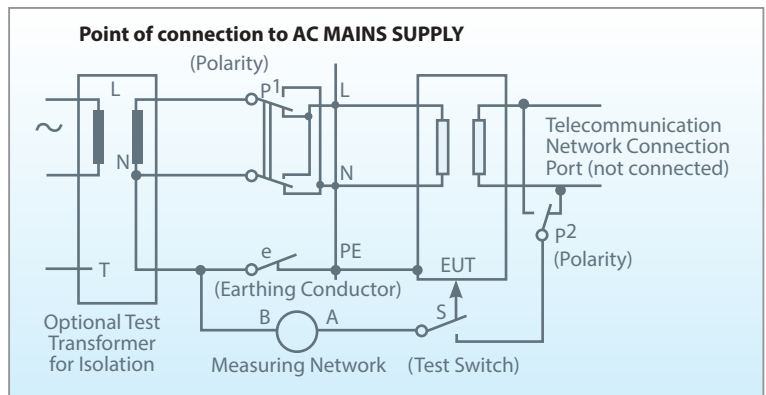 Point of connection to AC MAINS SUPPLY
(Polarity)
L
P1
L
N
N
Telecommunication
Network Connection
Port (not connected)
P2
(Polarity)
e
PE
T
EUT
(Earthing Conductor)
B
A
S
Optional Test
Transformer
for Isolation
Measuring Network
(Test Switch)